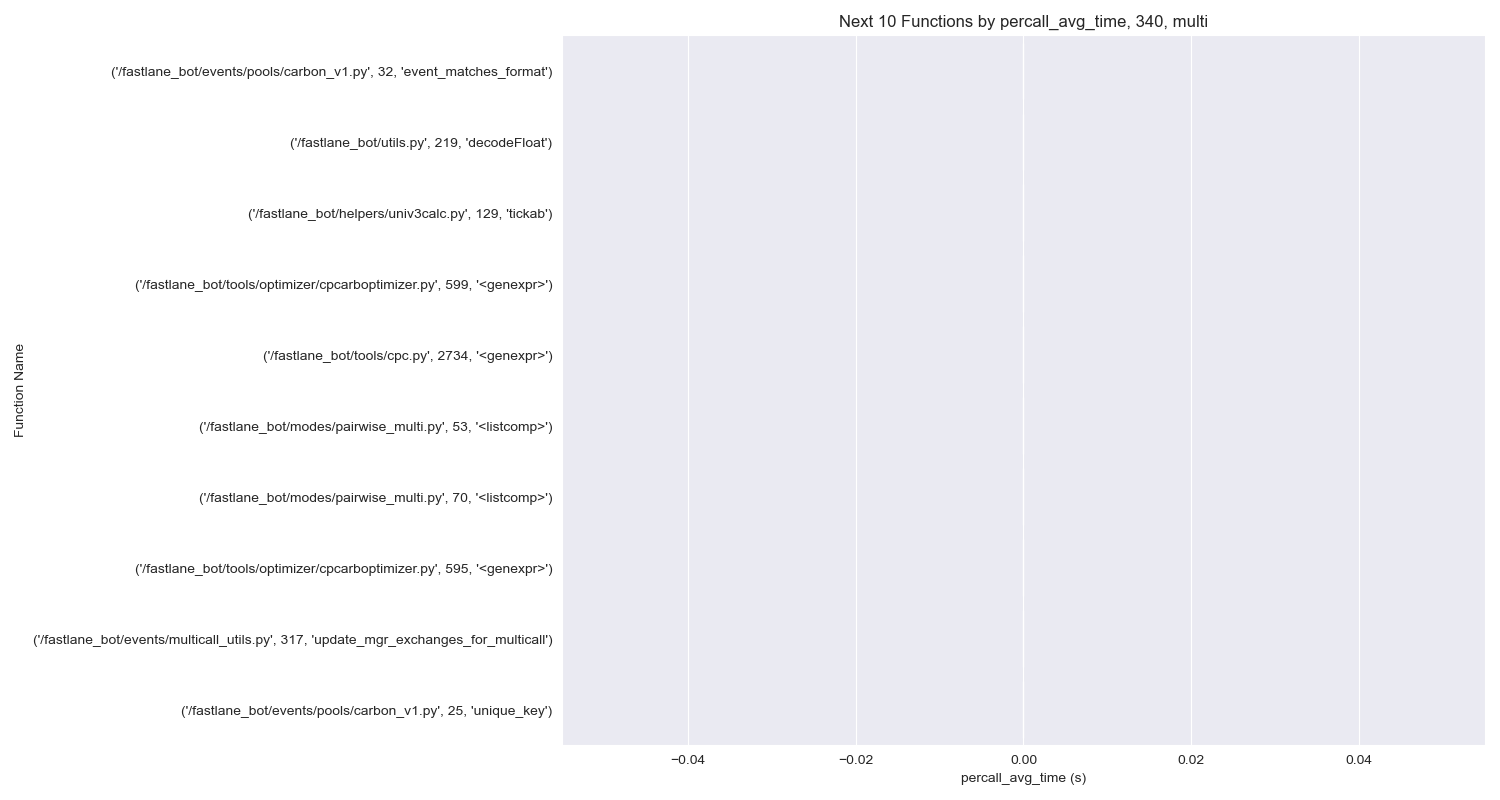 Next 10 Functions by percall_avg_time, 340, multi
Function Name
('/fastlane_bot/events/pools/carbon_v1.py', 32, 'event_matches_format')
('/fastlane_bot/utils.py', 219, 'decodeFloat')
('/fastlane_bot/helpers/univ3calc.py', 129, 'tickab')
('/fastlane_bot/tools/optimizer/cpcarboptimizer.py', 599, '<genexpr>')
('/fastlane_bot/tools/cpc.py', 2734, '<genexpr>')
('/fastlane_bot/modes/pairwise_multi.py', 53, '<listcomp>')
('/fastlane_bot/modes/pairwise_multi.py', 70, '<listcomp>')
('/fastlane_bot/tools/optimizer/cpcarboptimizer.py', 595, '<genexpr>')
('/fastlane_bot/events/multicall_utils.py', 317, 'update_mgr_exchanges_for_multicall')
('/fastlane_bot/events/pools/carbon_v1.py', 25, 'unique_key')
−0.04 −0.02 0.00 0.02 0.04
percall_avg_time (s)